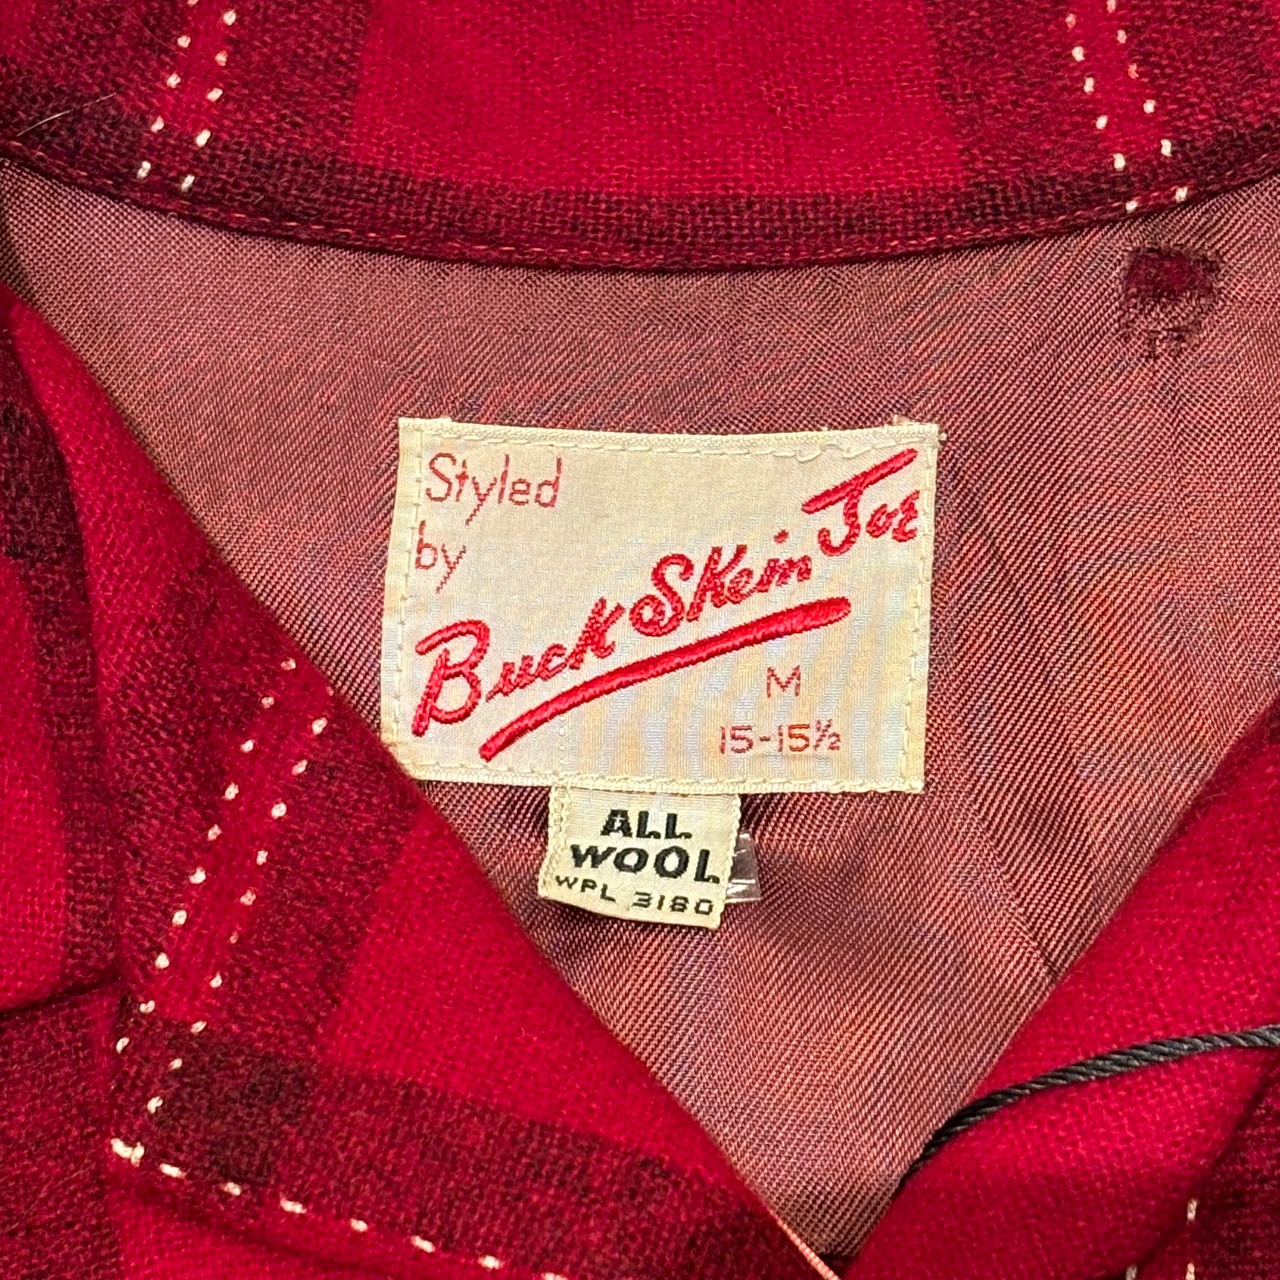 Styled
by
Buck Skein Joe
M
15-15½
ALL
WOOL
WPL 3180